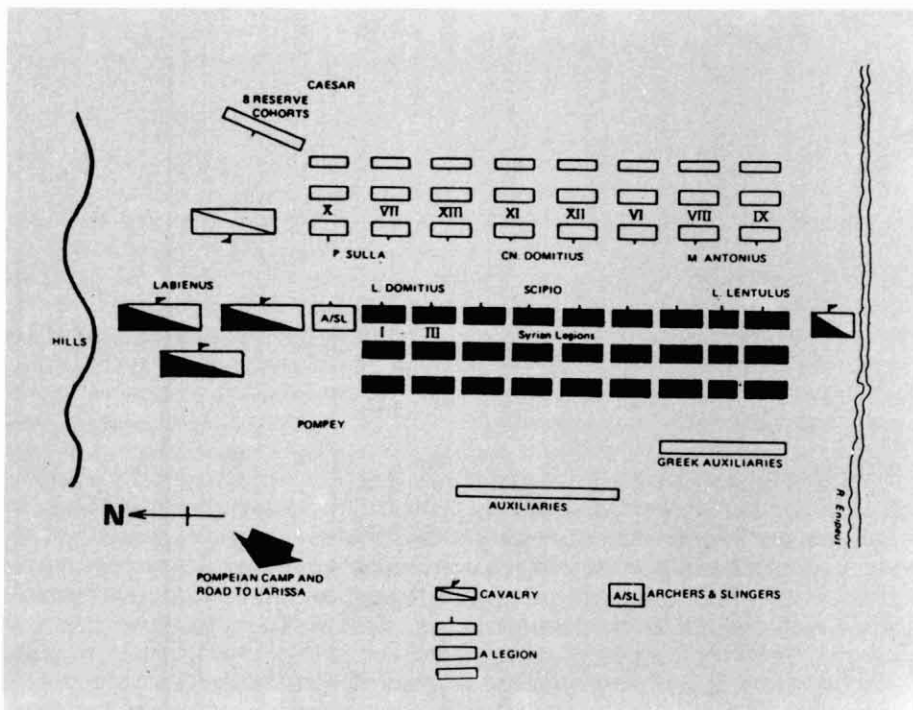 CAESAR
8 RESERVE
COHORTS
X VII XIII XI XII VI VIII IX
P. SULLA CN. DOMITIUS M. ANTONIUS
LABIENUS L. DOMITIUS SCIPIO L. LENTULUS
A/SL
HILLS I III Syrian Legions
POMPEY
GREEK AUXILIARIES
AUXILIARIES
R. Enipeus
N
POMPEIAN CAMP AND
ROAD TO LARISSA
CAVALRY A/SL ARCHERS & SLINGERS
A LEGION